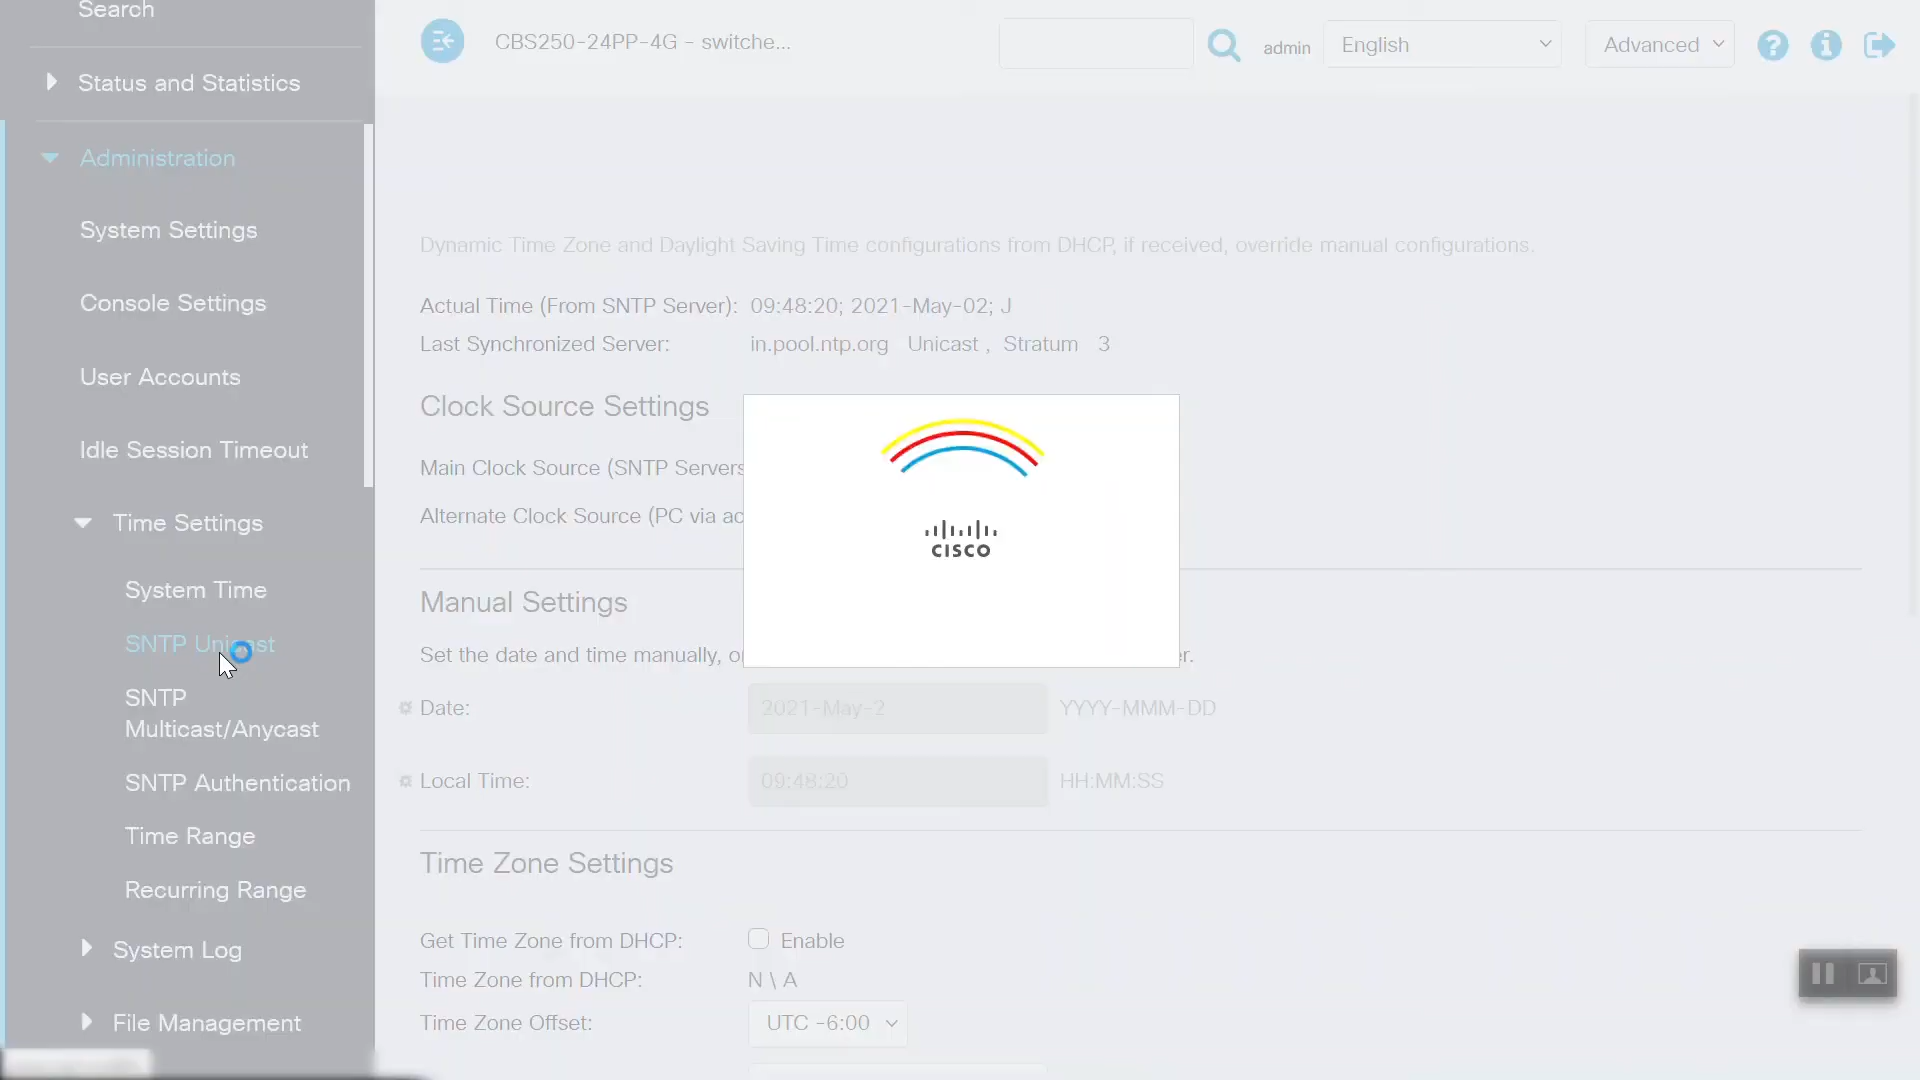 Search
CBS250-24PP-4G - switche...
admin
English
Advanced
Status and Statistics
Administration
System Settings
Console Settings
User Accounts
Idle Session Timeout
Time Settings
System Time
SNTP Unicast
SNTP
Multicast/Anycast
SNTP Authentication
Time Range
Recurring Range
System Log
File Management
Dynamic Time Zone and Daylight Saving Time configurations from DHCP, if received, override manual configurations.
Actual Time (From SNTP Server): 09:48:20; 2021-May-02; J
Last Synchronized Server: in.pool.ntp.org Unicast , Stratum 3
Clock Source Settings
Main Clock Source (SNTP Servers
Alternate Clock Source (PC via ac
CISCO
Manual Settings
Set the date and time manually, o r.
Date: 2021-May-2 YYYY-MMM-DD
Local Time: 09:48:20 HH:MM:SS
Time Zone Settings
Get Time Zone from DHCP: Enable
Time Zone from DHCP: N \ A
Time Zone Offset: UTC -6:00